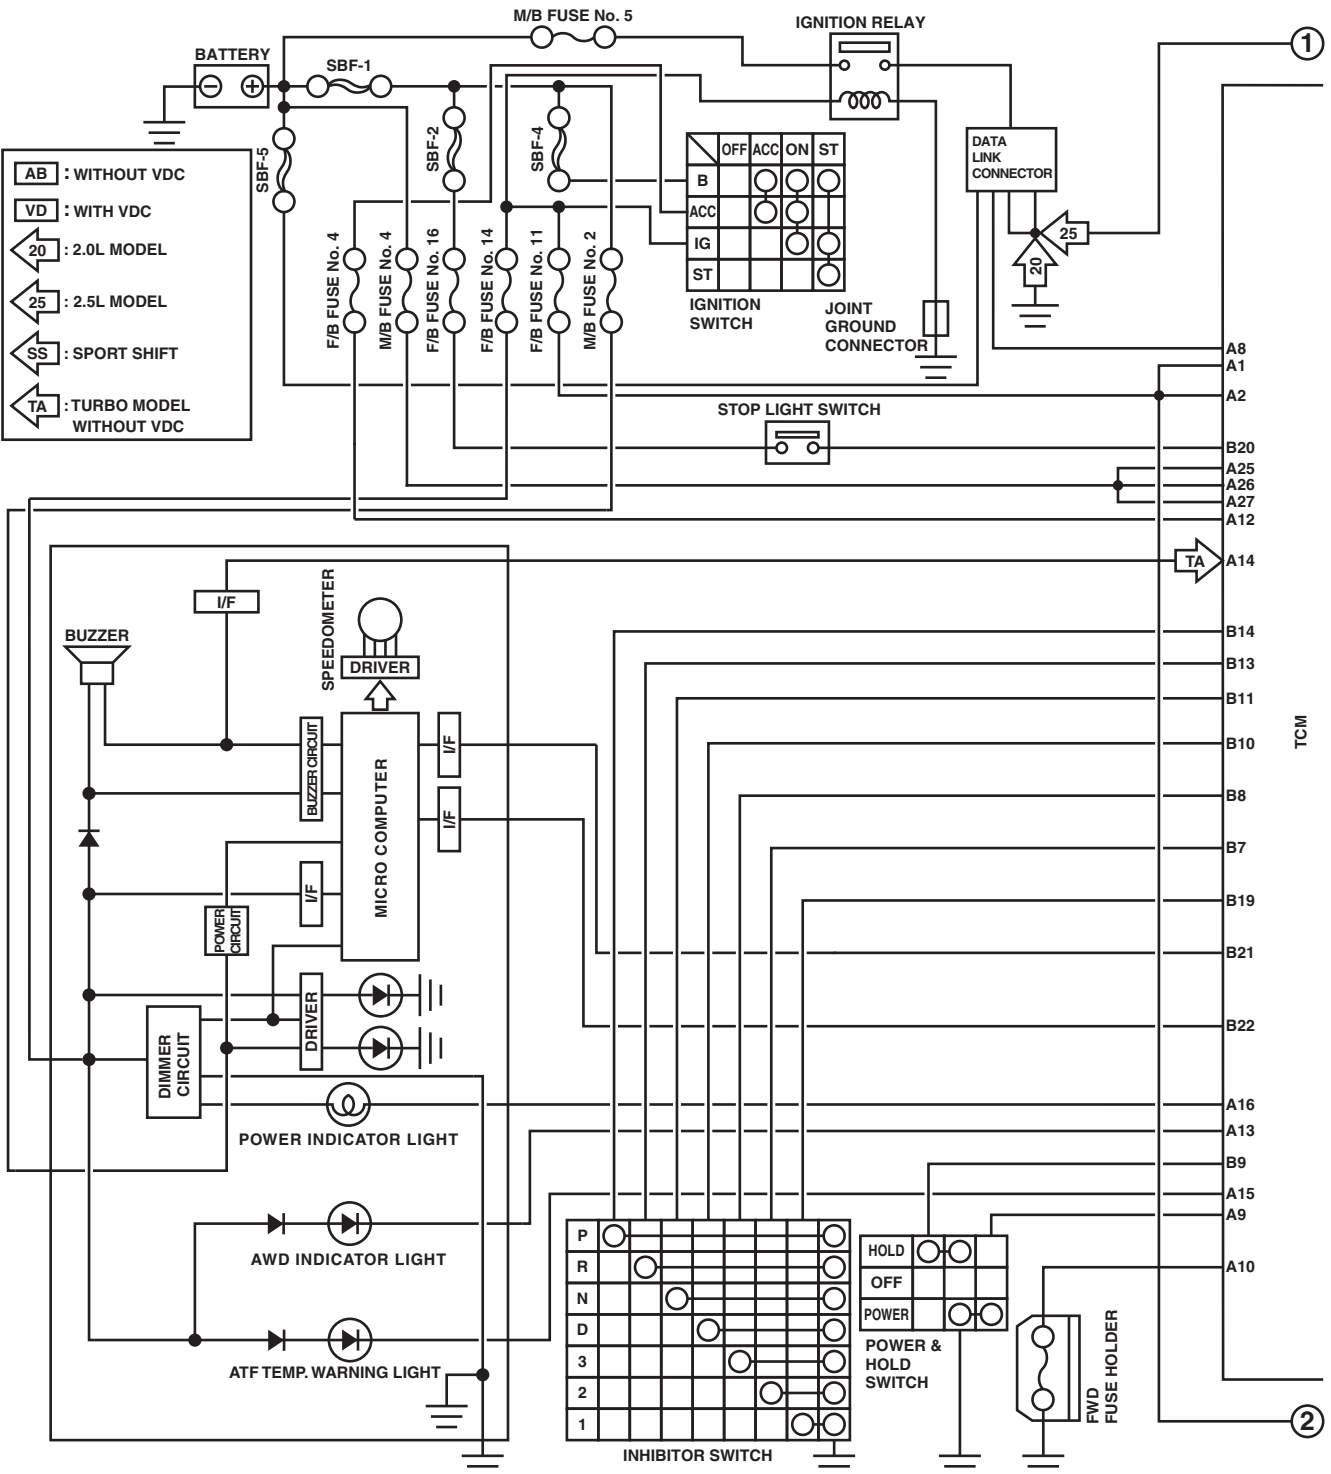 M/B FUSE No. 5
IGNITION RELAY
1
BATTERY
SBF-1
SBF-5
SBF-2
SBF-4
OFF ACC ON ST
B
ACC
IG
ST
IGNITION
SWITCH
DATA
LINK
CONNECTOR
25
20
JOINT
GROUND
CONNECTOR
AB : WITHOUT VDC
VD : WITH VDC
20 : 2.0L MODEL
25 : 2.5L MODEL
SS : SPORT SHIFT
TA : TURBO MODEL
WITHOUT VDC
F/B FUSE No. 4
M/B FUSE No. 4
F/B FUSE No. 16
F/B FUSE No. 14
F/B FUSE No. 11
M/B FUSE No. 2
STOP LIGHT SWITCH
A8
A1
A2
B20
A25
A26
A27
A12
TA
A14
B14
B13
B11
B10
B8
B7
B19
B21
B22
A16
A13
B9
A15
A9
A10
TCM
I/F
BUZZER
SPEEDOMETER
DRIVER
BUZZER CIRCUIT
MICRO COMPUTER
I/F
I/F
I/F
POWER
CIRCUIT
DRIVER
DIMMER
CIRCUIT
POWER INDICATOR LIGHT
AWD INDICATOR LIGHT
ATF TEMP. WARNING LIGHT
P
R
N
D
3
2
1
INHIBITOR SWITCH
HOLD
OFF
POWER
POWER &
HOLD
SWITCH
FWD
FUSE HOLDER
2